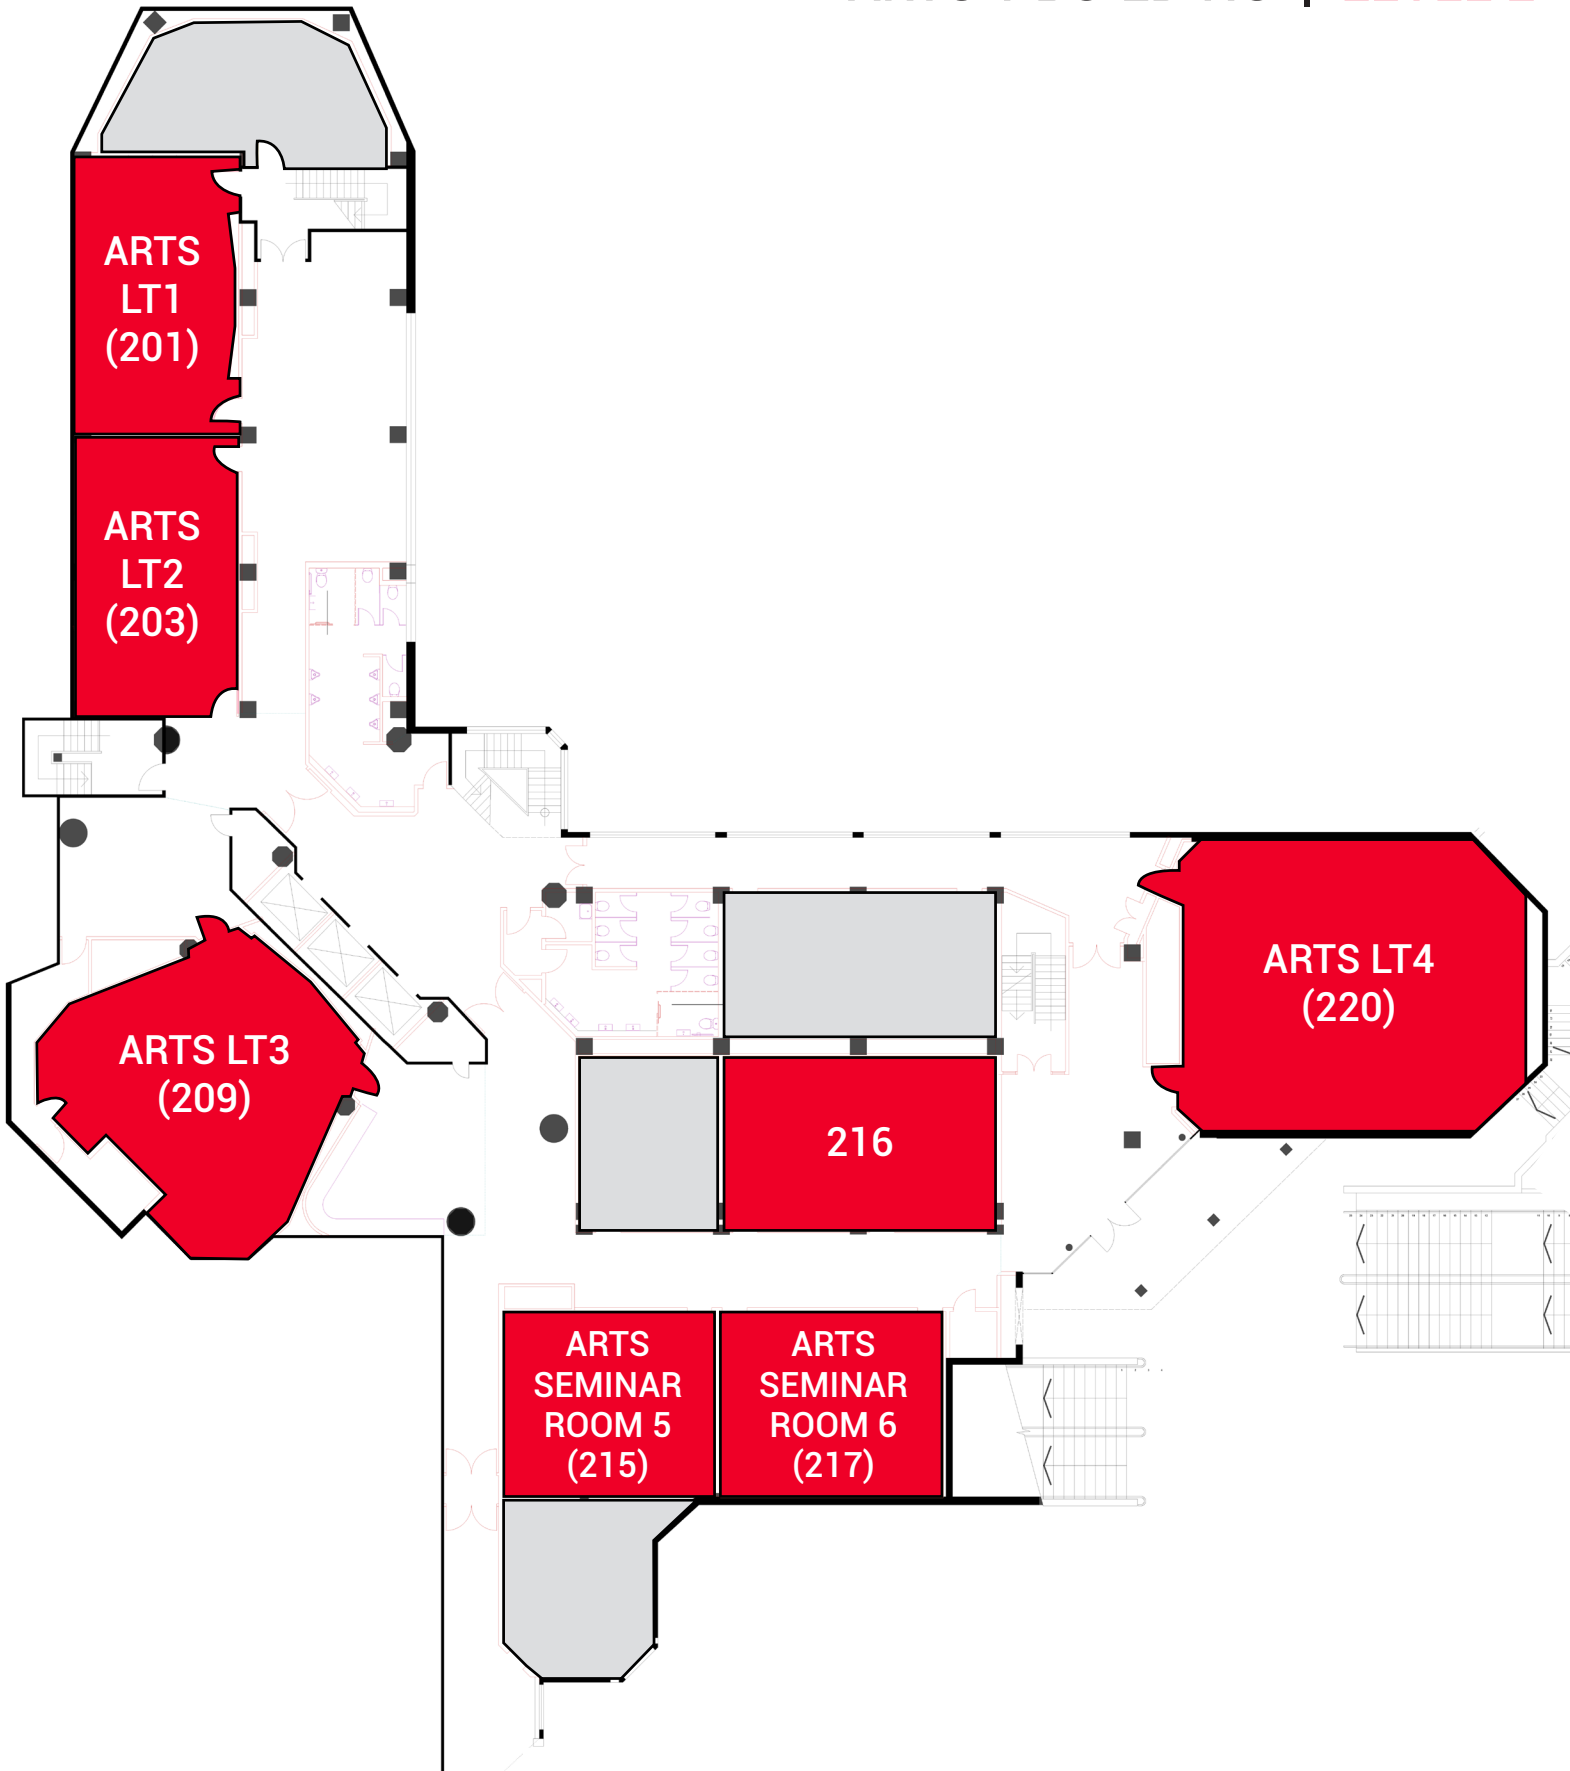 ARTS
LT1
(201)
ARTS
LT2
(203)
ARTS LT4
(220)
ARTS LT3
(209)
216
ARTS
SEMINAR
ROOM 5
(215)
ARTS
SEMINAR
ROOM 6
(217)